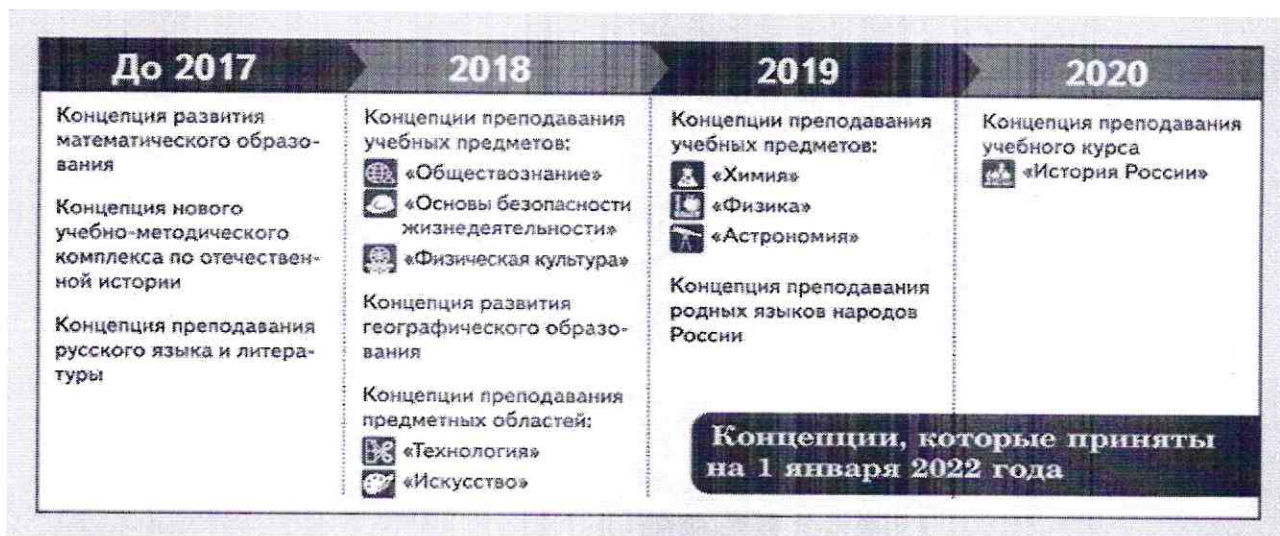 До 2017
Концепция развития
математического образо-
вания
Концепция нового
учебно-методического
комплекса по отечествен-
ной истории
Концепция преподавания
русского языка и литера-
туры
2018
Концепции преподавания
учебных предметов:
«Обществознание»
«Основы безопасности
жизнедеятельности»
«Физическая культура»
Концепция развития
географического образо-
вания
Концепции преподавания
предметных областей:
«Технология»
«Искусство»
2019
Концепции преподавания
учебных предметов:
«Химия»
«Физика»
«Астрономия»
Концепция преподавания
родных языков народов
России
2020
Концепция преподавания
учебного курса
«История России»
Концепции, которые приняты
на 1 января 2022 года